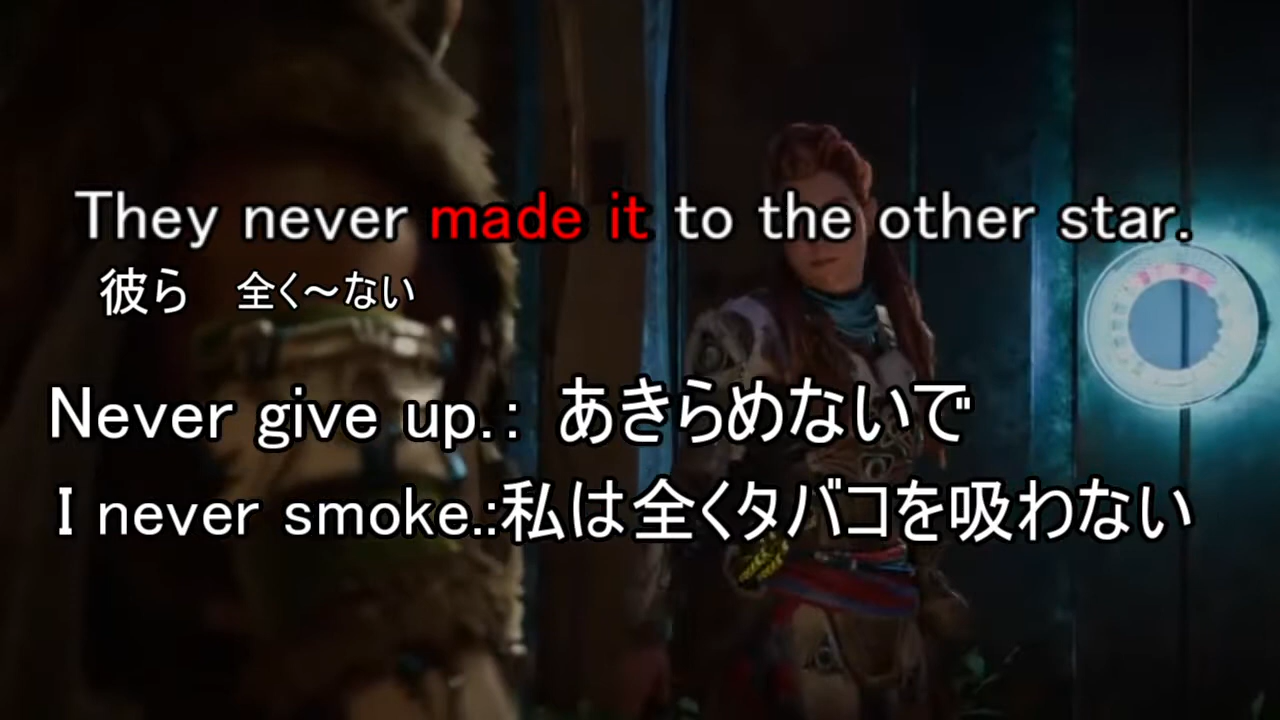 They never made it to the other star.
彼ら 全く～ない
Never give up.: あきらめないで
I never smoke.:私は全くタバコを吸わない